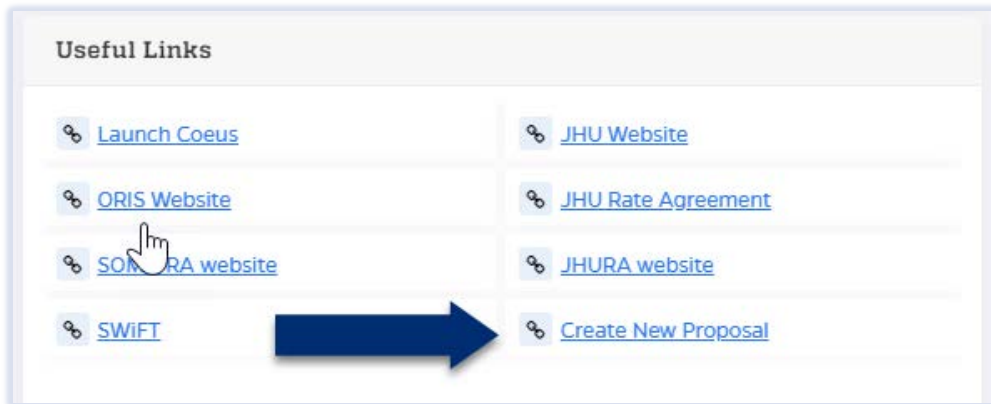 Useful Links
Launch Coeus
JHU Website
ORIS Website
JHU Rate Agreement
website
JHURA website
SWiFT
Create New Proposal